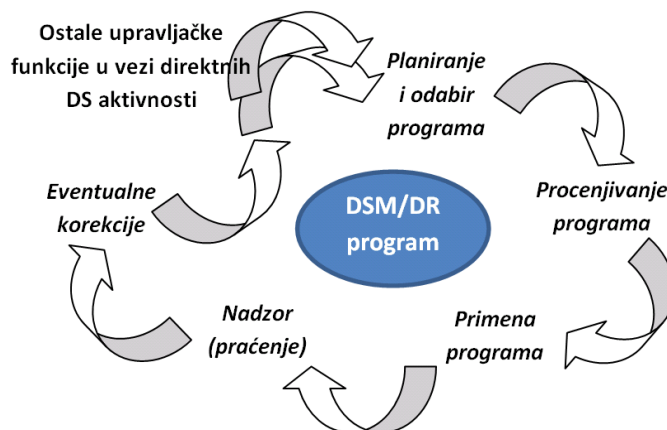 Ostale upravljačke
funkcije u vezi direktnih
DS aktivnosti
Planiranje
i odabir
programa
Procenjivanje
programa
Primena
programa
Nadzor
(praćenje)
Eventualne
korekcije
DSM/DR
program